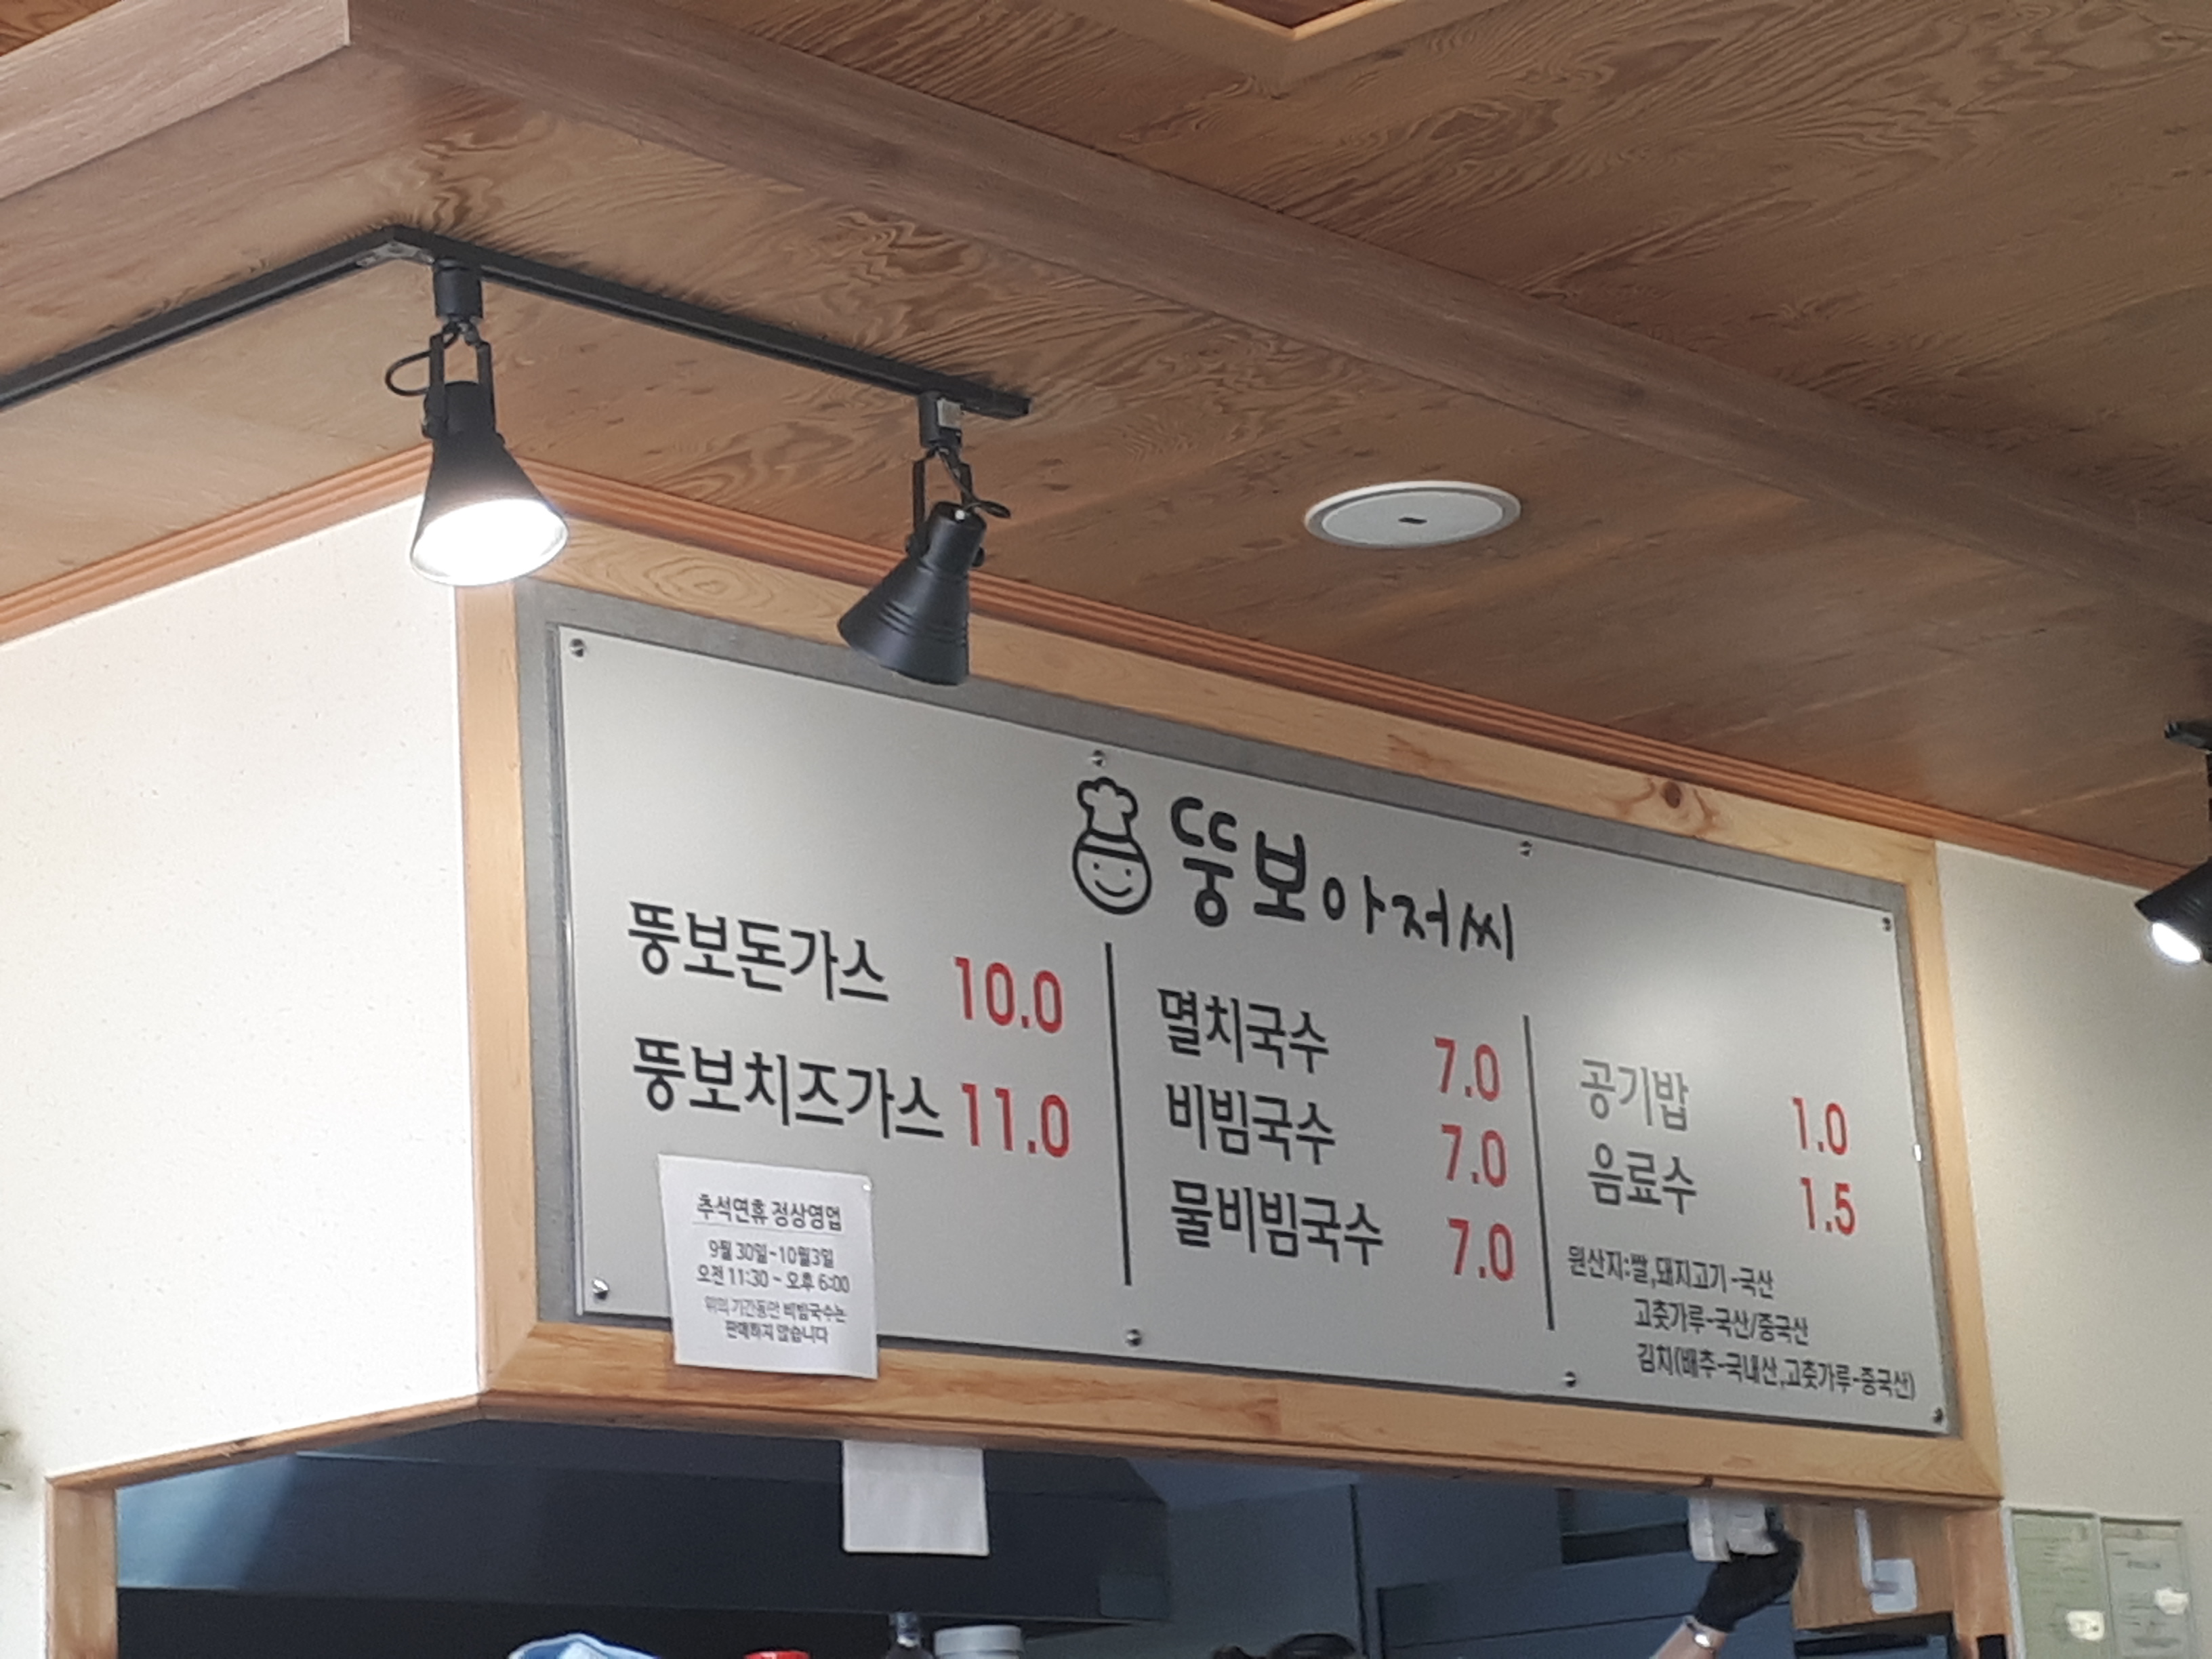 뚱보아저씨
뚱보돈가스 10.0
뚱보치즈가스 11.0
멸치국수 7.0
비빔국수 7.0
물비빔국수 7.0
공기밥 1.0
음료수 1.5
원산지:쌀,돼지고기-국산
고춧가루-국산/중국산
김치(배추-국내산,고춧가루-중국산)
추석연휴 정상영업
9월 30일~10월3일
오전 11:30 ~ 오후 6:00
위의 기간동안 비빔국수는
판매하지 않습니다